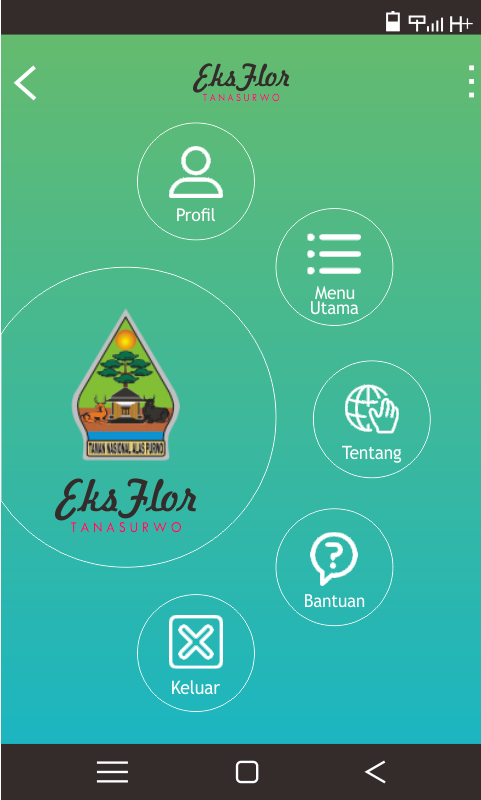 H+
EksFlor
TANASURWO
Profil
Menu
Utama
Tentang
TAMAN NASIONAL ALAS PURWO
EksFlor
TANASURWO
Bantuan
Keluar